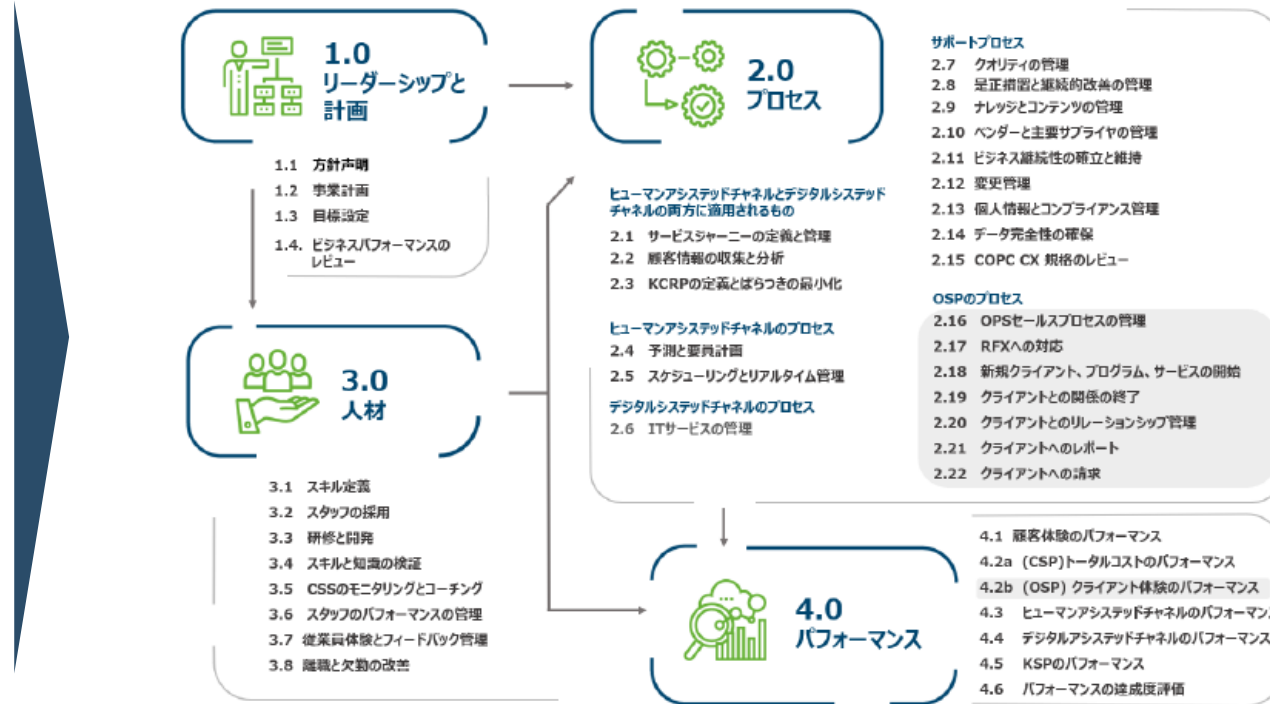 1.0
リーダーシップと
計画
1.1 方針声明
1.2 事業計画
1.3 目標設定
1.4. ビジネスパフォーマンスの
レビュー
2.0
プロセス
ヒューマンアシステッドチャネルとデジタルシステッド
チャネルの両方に適用されるもの
2.1 サービスジャーニーの定義と管理
2.2 顧客情報の収集と分析
2.3 KCRPの定義とばらつきの最小化
ヒューマンアシステッドチャネルのプロセス
2.4 予測と要員計画
2.5 スケジューリングとリアルタイム管理
デジタルシステッドチャネルのプロセス
2.6 ITサービスの管理
サポートプロセス
2.7 クオリティの管理
2.8 是正措置と継続的改善の管理
2.9 ナレッジとコンテンツの管理
2.10 ベンダーと主要サプライヤの管理
2.11 ビジネス継続性の確立と維持
2.12 変更管理
2.13 個人情報とコンプライアンス管理
2.14 データ完全性の確保
2.15 COPC CX 規格のレビュー
OSPのプロセス
2.16 OPSセールスプロセスの管理
2.17 RFXへの対応
2.18 新規クライアント、プログラム、サービスの開始
2.19 クライアントとの関係の終了
2.20 クライアントとのリレーションシップ管理
2.21 クライアントへのレポート
2.22 クライアントへの請求
3.0
人材
3.1 スキル定義
3.2 スタッフの採用
3.3 研修と開発
3.4 スキルと知識の検証
3.5 CSSのモニタリングとコーチング
3.6 スタッフのパフォーマンスの管理
3.7 従業員体験とフィードバック管理
3.8 離職と欠勤の改善
4.0
パフォーマンス
4.1 顧客体験のパフォーマンス
4.2a (CSP)トータルコストのパフォーマンス
4.2b (OSP) クライアント体験のパフォーマンス
4.3 ヒューマンアシステッドチャネルのパフォーマン
4.4 デジタルアシステッドチャネルのパフォーマンス
4.5 KSPのパフォーマンス
4.6 パフォーマンスの達成度評価